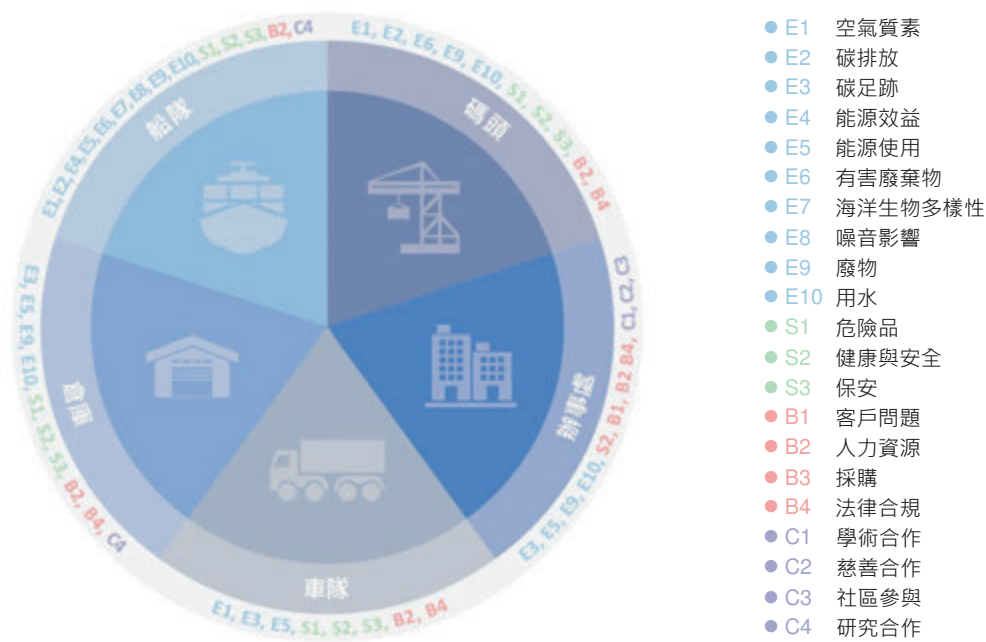 E1, E2, E4, E5, E6, E7, E8, E9, E10, S1, S2, S3, B2, C4
船隊
E1, E2, E6, E9, E10, S1, S2, S3, B2, B4
碼頭
E3, E5, E9, E10, S1, S2, S3, B2, B4, C4
倉庫
E3, E5, E9, E10, S2, B1, B2 B4, C1, C2, C3
辦事處
車隊
E1, E3, E5, S1, S2, S3, B2, B4
E1 空氣質素
E2 碳排放
E3 碳足跡
E4 能源效益
E5 能源使用
E6 有害廢棄物
E7 海洋生物多樣性
E8 噪音影響
E9 廢物
E10 用水
S1 危險品
S2 健康與安全
S3 保安
B1 客戶問題
B2 人力資源
B3 採購
B4 法律合規
C1 學術合作
C2 慈善合作
C3 社區參與
C4 研究合作